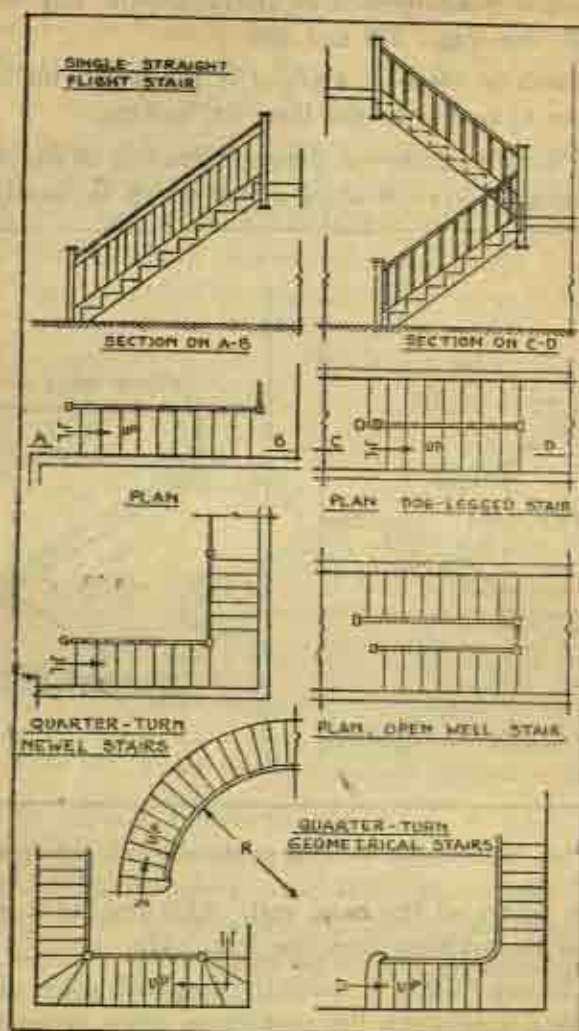 SINGLE STRAIGHT
FLIGHT STAIR
SECTION ON A-B
SECTION ON C-D
A
UP
B
C
UP
D
PLAN
PLAN DOG-LEGGED STAIR
QUARTER-TURN
NEWEL STAIRS
PLAN, OPEN WELL STAIR
UP
R
QUARTER-TURN
GEOMETRICAL STAIRS
UP
UP